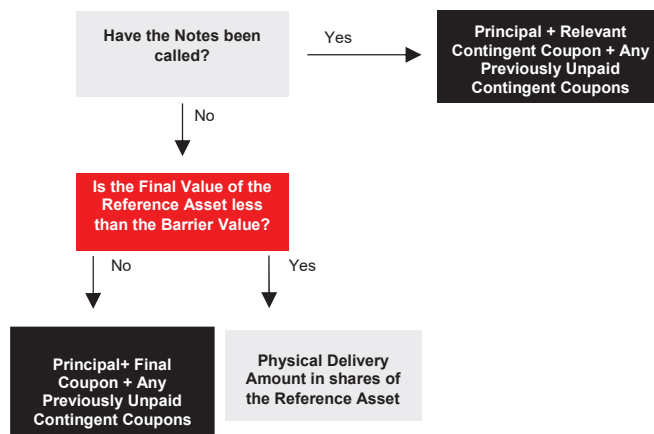 Have the Notes been
called?
Yes
Principal + Relevant
Contingent Coupon + Any
Previously Unpaid
Contingent Coupons
No
Is the Final Value of the
Reference Asset less
than the Barrier Value?
No
Yes
Principal+ Final
Coupon + Any
Previously Unpaid
Contingent Coupons
Physical Delivery
Amount in shares of
the Reference Asset